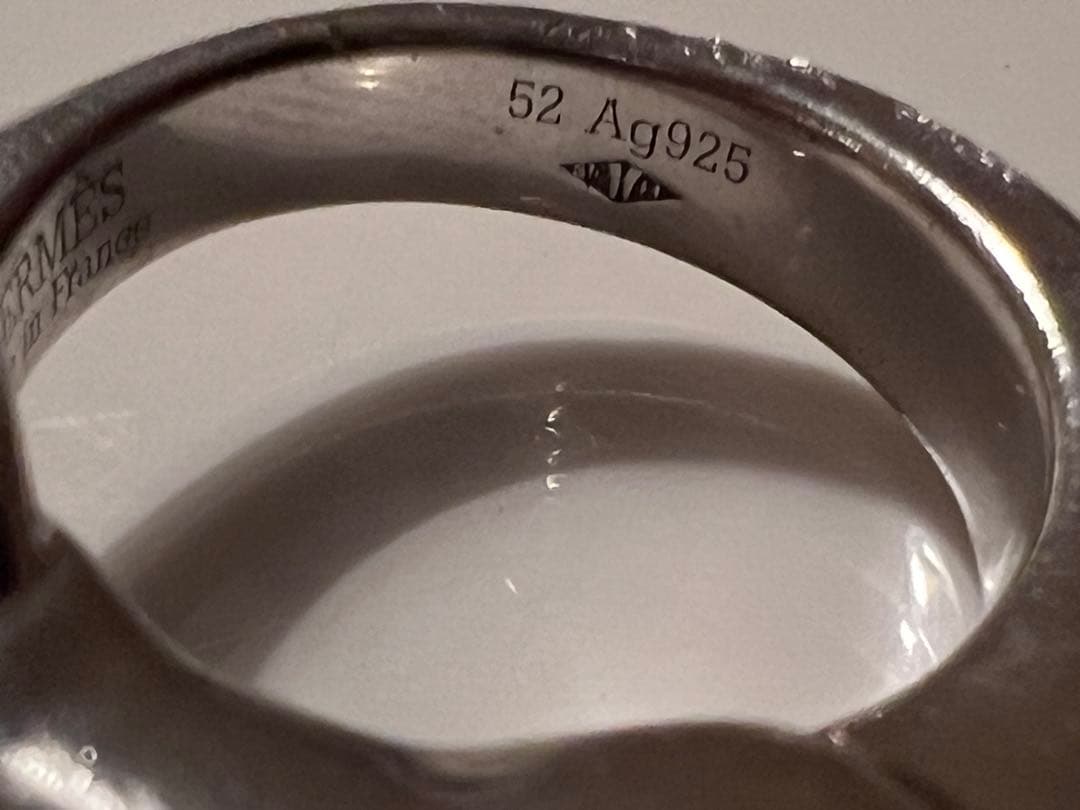 ERMÈS
in France
52 Ag925